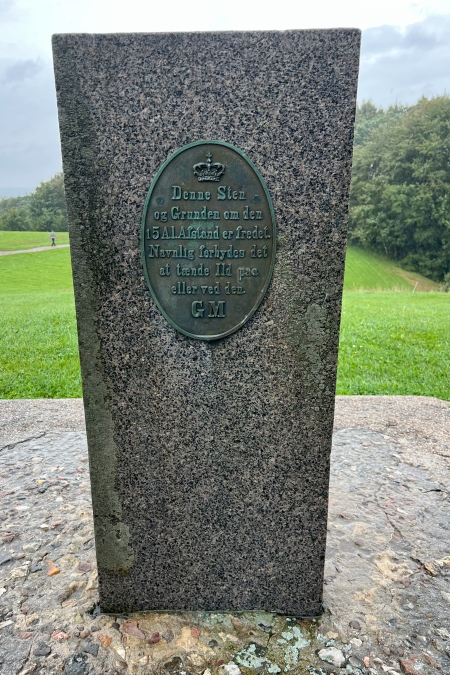 Denne Sten
og Grunden om den
15 Al. Afstand er fredet.
Navnlig forbydes det
at tænde Ild paa
eller ved den.
GM